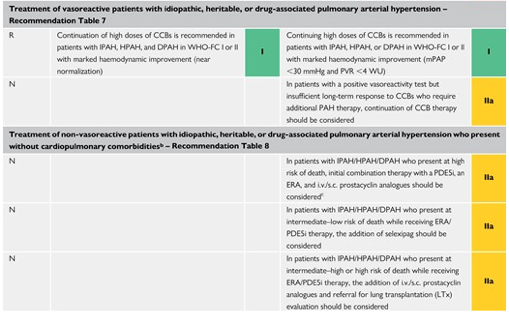 Treatment of vasoreactive patients with idiopathic, heritable, or drug-associated pulmonary arterial hypertension –
Recommendation Table 7
R
Continuation of high doses of CCBs is recommended in
patients with IPAH, HPAH, and DPAH in WHO-FC I or II
with marked haemodynamic improvement (near
normalization)
I
Continuing high doses of CCBs is recommended in
patients with IPAH, HPAH, or DPAH in WHO-FC I or II
with marked haemodynamic improvement (mPAP
<30 mmHg and PVR <4 WU)
I
N
In patients with a positive vasoreactivity test but
insufficient long-term response to CCBs who require
additional PAH therapy, continuation of CCB therapy
should be considered
IIa
Treatment of non-vasoreactive patients with idiopathic, heritable, or drug-associated pulmonary arterial hypertension who present
without cardiopulmonary comorbiditiesᵇ – Recommendation Table 8
N
In patients with IPAH/HPAH/DPAH who present at high
risk of death, initial combination therapy with a PDE5i, an
ERA, and i.v./s.c. prostacyclin analogues should be
consideredᶜ
IIa
N
In patients with IPAH/HPAH/DPAH who present at
intermediate–low risk of death while receiving ERA/
PDE5i therapy, the addition of selexipag should be
considered
IIa
N
In patients with IPAH/HPAH/DPAH who present at
intermediate–high or high risk of death while receiving
ERA/PDE5i therapy, the addition of i.v./s.c. prostacyclin
analogues and referral for lung transplantation (LTx)
evaluation should be considered
IIa